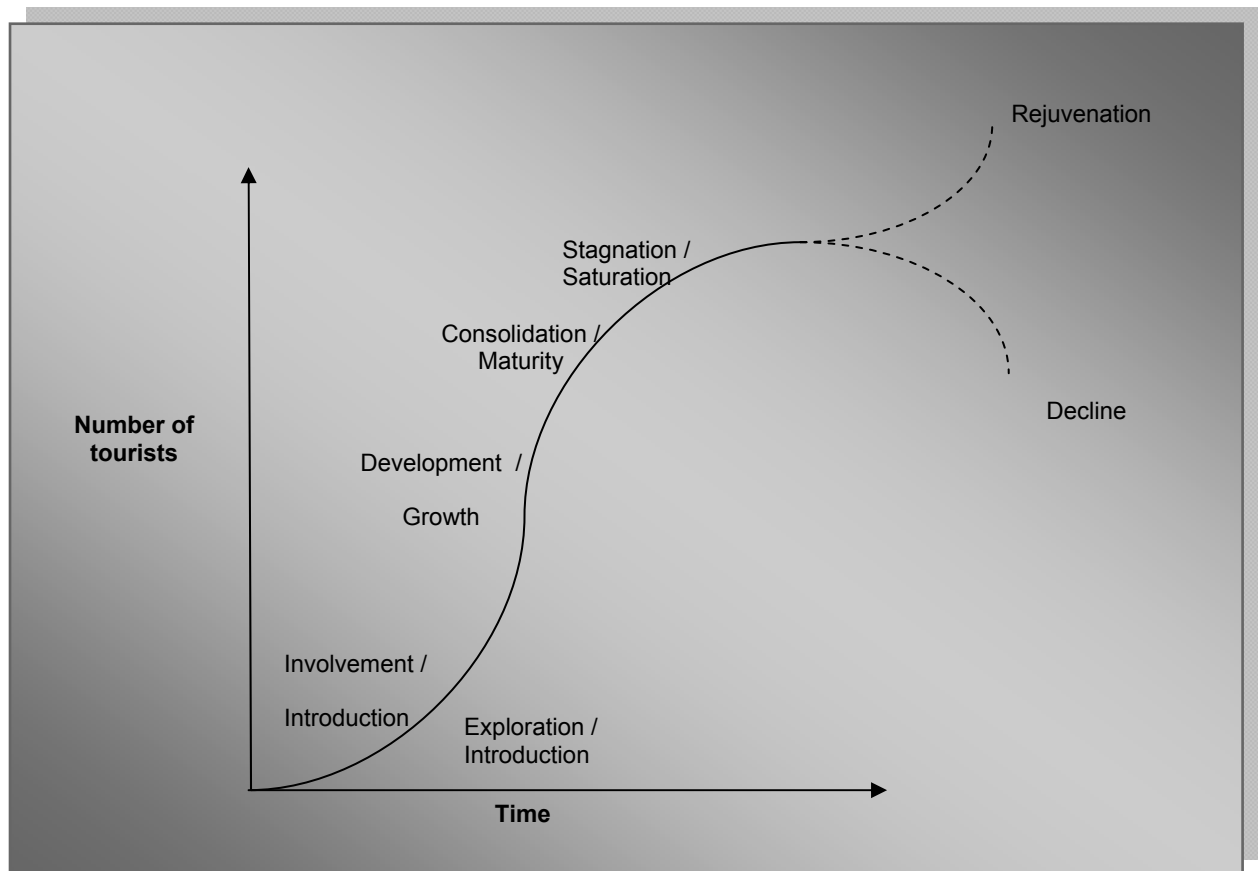 Rejuvenation
Stagnation /
Saturation
Consolidation /
Maturity
Decline
Number of
tourists
Development /
Growth
Involvement /
Introduction
Exploration /
Introduction
Time